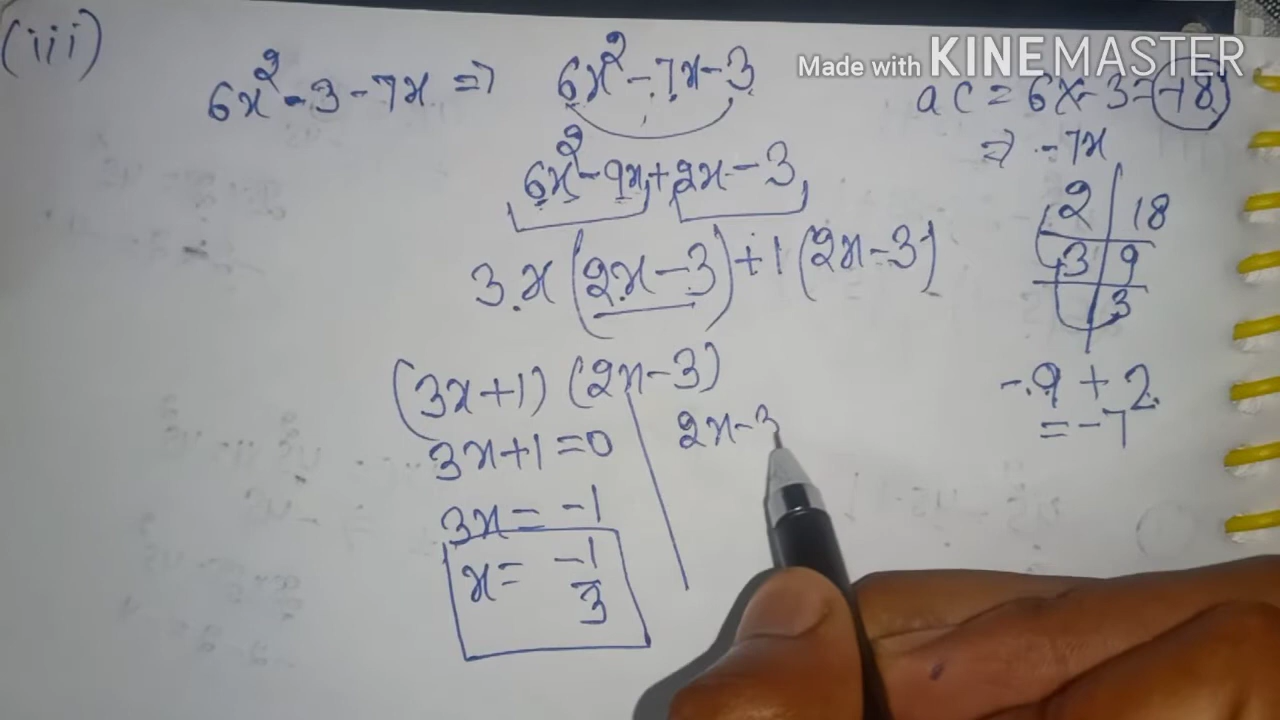 (iii)
Made with KINEMASTER
6x² - 3 - 7x ⇒ 6x² - 7x - 3
ac = 6x - 3 = -18
⇒ -7x
6x² - 9x + 2x - 3
2 | 18
3 | 9
3
3x (2x - 3) + 1 (2x - 3)
(3x + 1) (2x - 3)
-9 + 2
= -7
3x + 1 = 0
2x - 3
3x = -1
x = -1/3